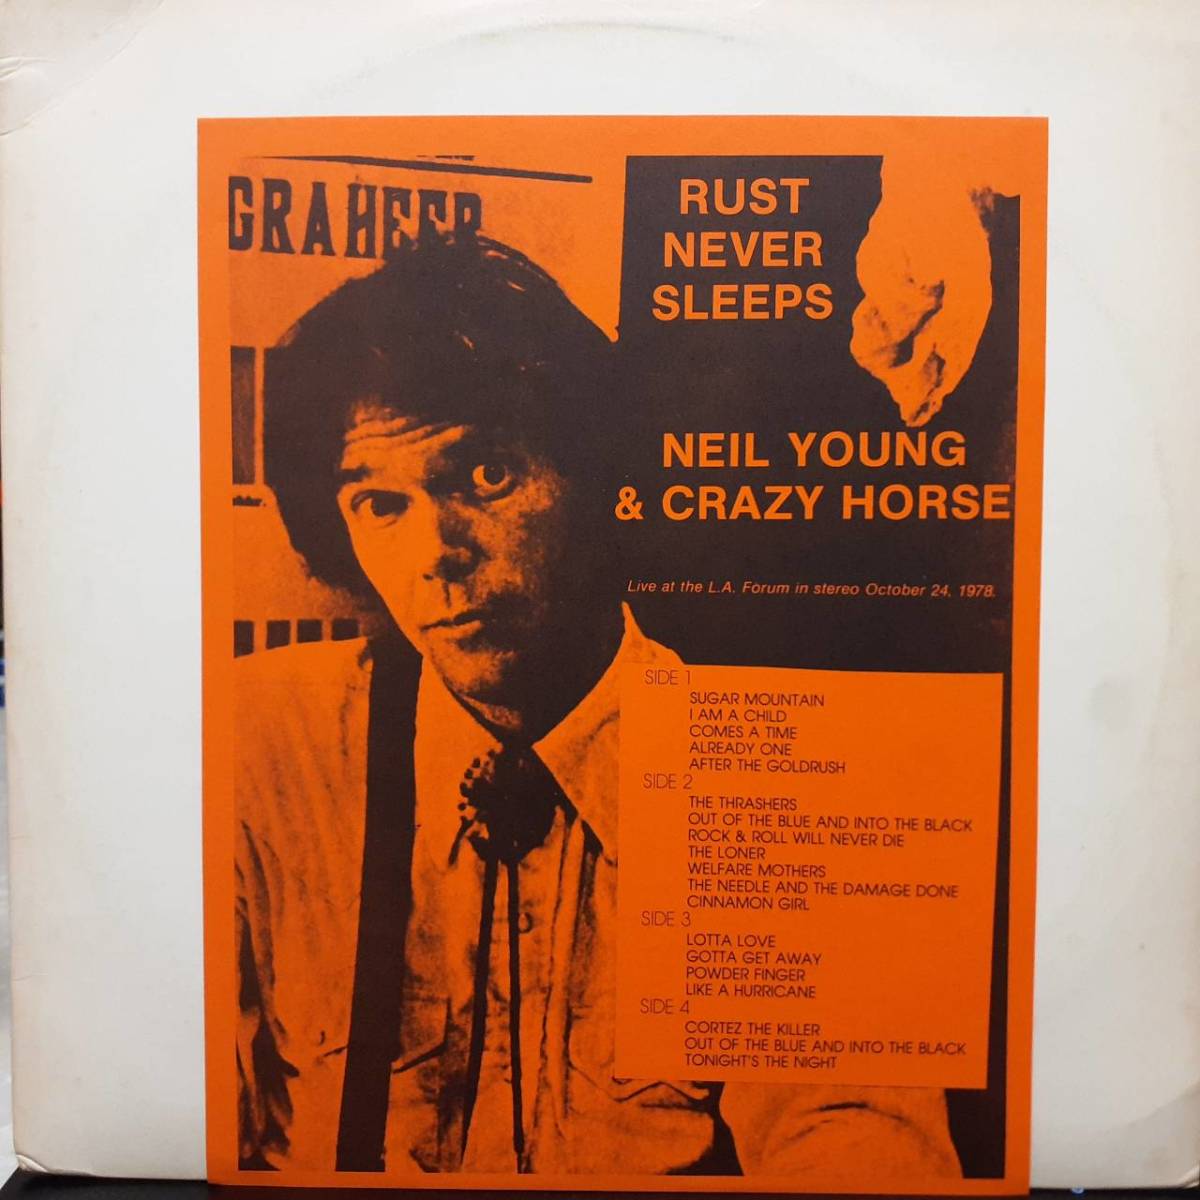 GRAHEER
RUST
NEVER
SLEEPS
NEIL YOUNG
& CRAZY HORSE
Live at the L.A. Forum in stereo October 24, 1978.
SIDE 1
SUGAR MOUNTAIN
I AM A CHILD
COMES A TIME
ALREADY ONE
AFTER THE GOLDRUSH
SIDE 2
THE THRASHERS
OUT OF THE BLUE AND INTO THE BLACK
ROCK & ROLL WILL NEVER DIE
THE LONER
WELFARE MOTHERS
THE NEEDLE AND THE DAMAGE DONE
CINNAMON GIRL
SIDE 3
LOTTA LOVE
GOTTA GET AWAY
POWDER FINGER
LIKE A HURRICANE
SIDE 4
CORTEZ THE KILLER
OUT OF THE BLUE AND INTO THE BLACK
TONIGHT'S THE NIGHT